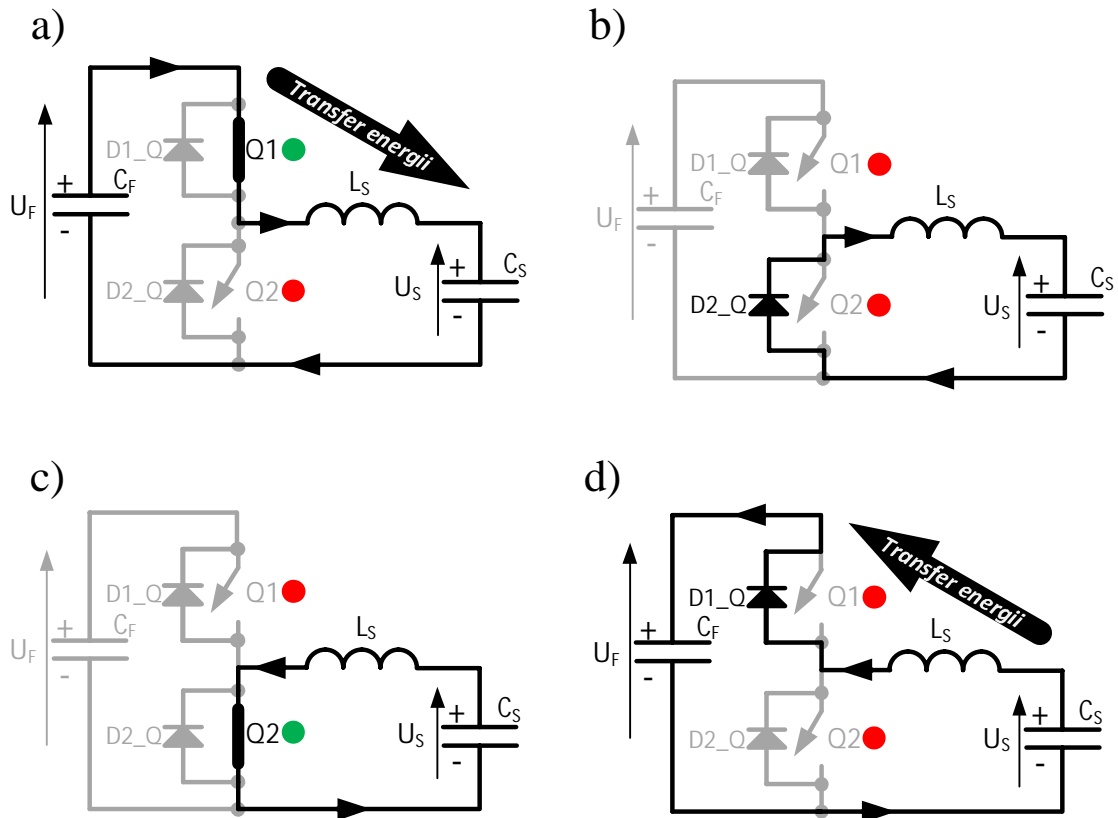 a)
Transfer energii
D1_Q
Q1
+
C_F
-
U_F
L_S
D2_Q
Q2
U_S
+
-
C_S
b)
D1_Q
Q1
+
C_F
-
U_F
L_S
D2_Q
Q2
U_S
+
-
C_S
c)
D1_Q
Q1
+
C_F
-
U_F
L_S
D2_Q
Q2
U_S
+
-
C_S
d)
Transfer energii
D1_Q
Q1
+
C_F
-
U_F
L_S
D2_Q
Q2
U_S
+
-
C_S